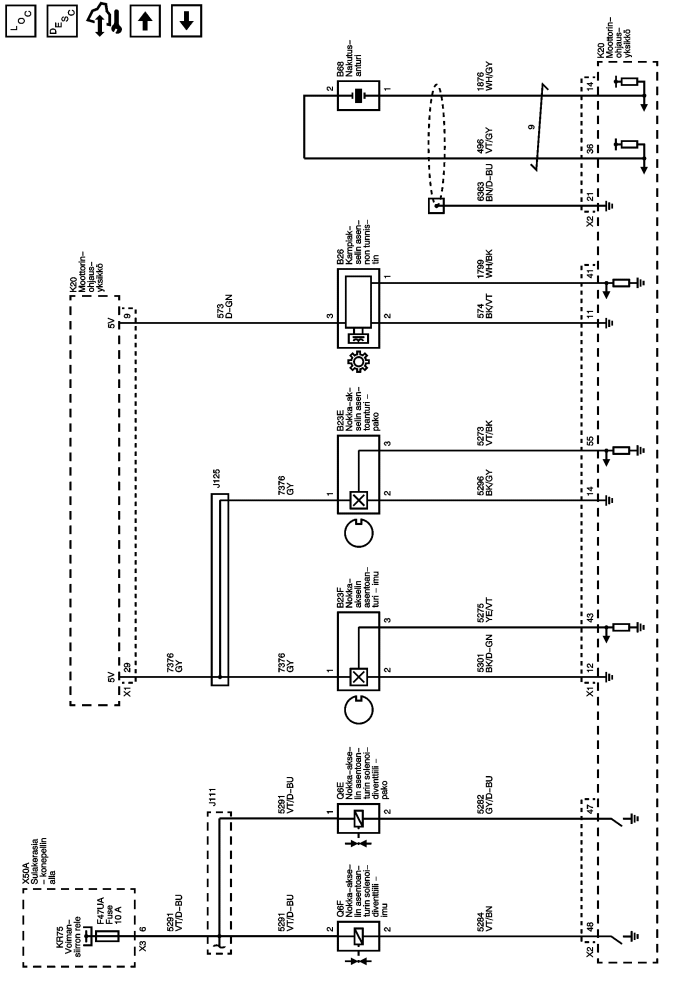 LOC
DESC
X50A
Sulakerasia
– konepellin
alla
KR75
Voiman–
siirron rele
F47UA
Fuse
10 A
6
X3
5291
VT/D–BU
J111
5291
VT/D–BU
5291
VT/D–BU
2
Q6F
Nokka–akse–
lin asentoan–
turin solenoi–
diventtiili –
imu
2
1
Q6E
Nokka–akse–
lin asentoan–
turin solenoi–
diventtiili –
pako
2
5284
VT/BN
5282
GY/D–BU
48
X2
47
K20
Moottorin–
ohjaus–
yksikkö
5V
29
X1
5V
9
7376
GY
J125
7376
GY
7376
GY
573
D–GN
1
B23F
Nokka–
akselin
asentoan–
turi – imu
3
2
1
B23E
Nokka–ak–
selin asen–
toanturi –
pako
3
2
3
B26
Kampiak–
selin asen–
non tunnis–
tin
1
2
2
B68
Nakutus–
anturi
1
5301
BK/D–GN
5275
YE/VT
5296
BK/GY
5273
VT/BK
574
BK/VT
1799
WH/BK
6363
BN/D–BU
496
VT/GY
1876
WH/GY
9
12
X1
43
14
55
11
41
21
X2
36
14
K20
Moottorin–
ohjaus–
yksikkö